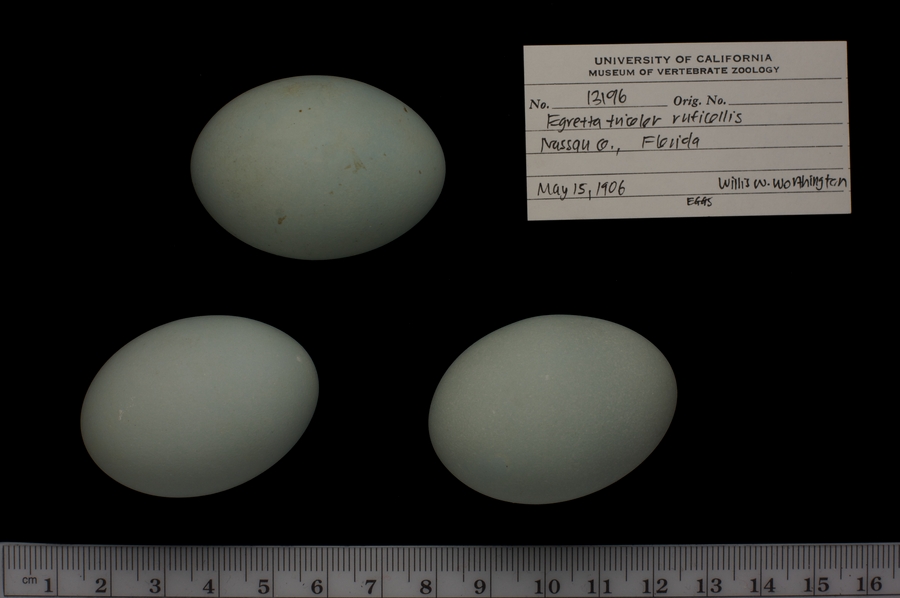 UNIVERSITY OF CALIFORNIA
MUSEUM OF VERTEBRATE ZOOLOGY
No. 13196 Orig. No.
Egretta tricolor ruficollis
Nassau Co., Florida
May 15, 1906 Willis W. Worthington
EGGS
cm 1 2 3 4 5 6 7 8 9 10 11 12 13 14 15 16